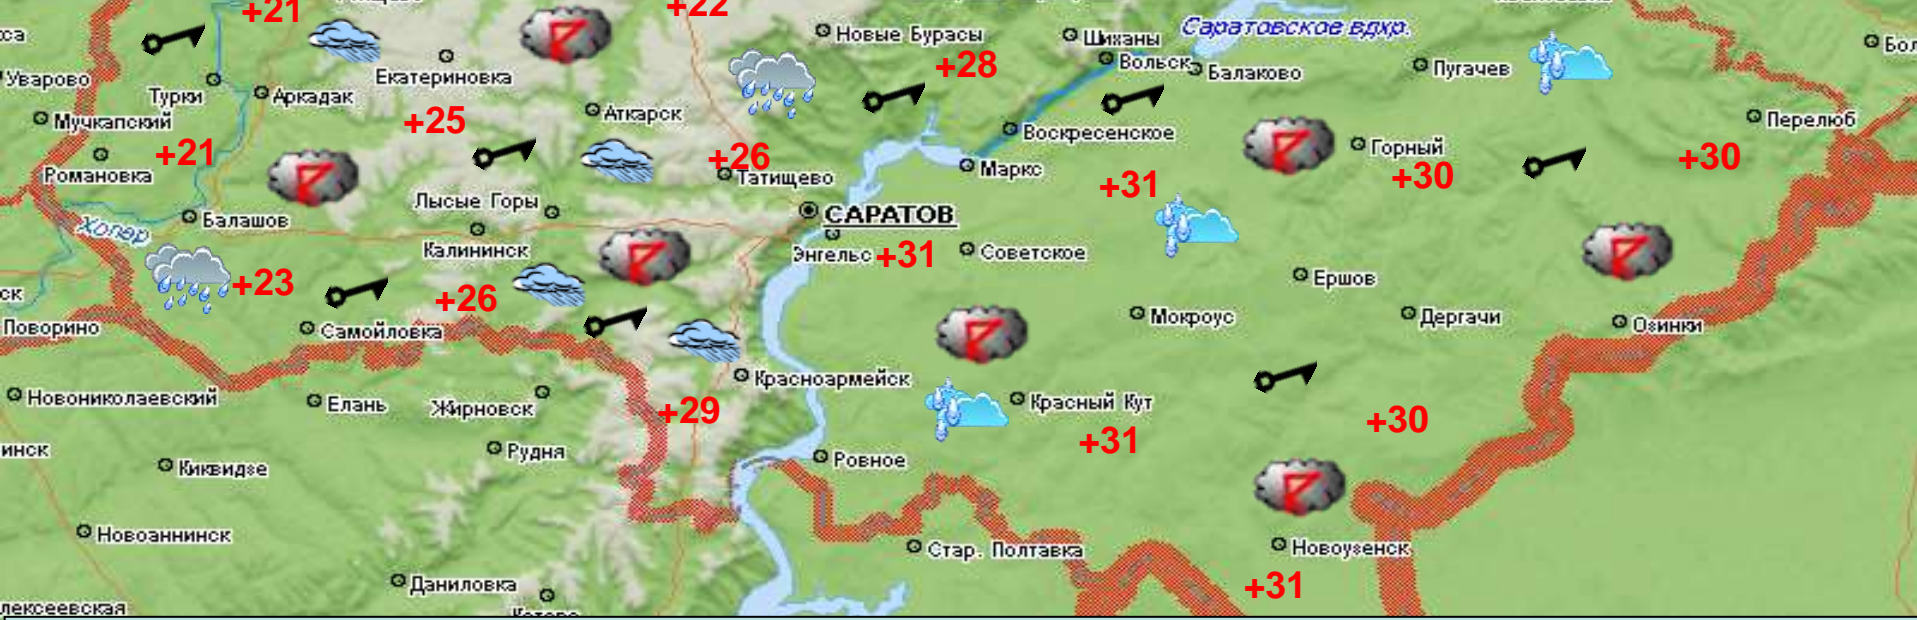 +21
+22
Новые Бурасы
Шиханы
Саратовское вдхр.
Вольск
Балаково
Пугачев
+28
Уварово
Турки
Аркадак
Екатериновка
Аткарск
+25
Мучкапский
Воскресенское
Перелюб
Горный
+21
+26
Татищево
Маркс
+31
+30
+30
Романовка
Балашов
Лысые Горы
САРАТОВ
Хопер
Калининск
Энгельс
+31
Советское
Ершов
+23
+26
Поворино
Самойловка
Мокроус
Дергачи
Озинки
Красноармейск
Новониколаевский
Елань
Жирновск
+29
Красный Кут
+31
+30
Рудня
Киквидзе
Ровное
Новоаннинск
Стар. Полтавка
Новоузенск
Даниловка
+31